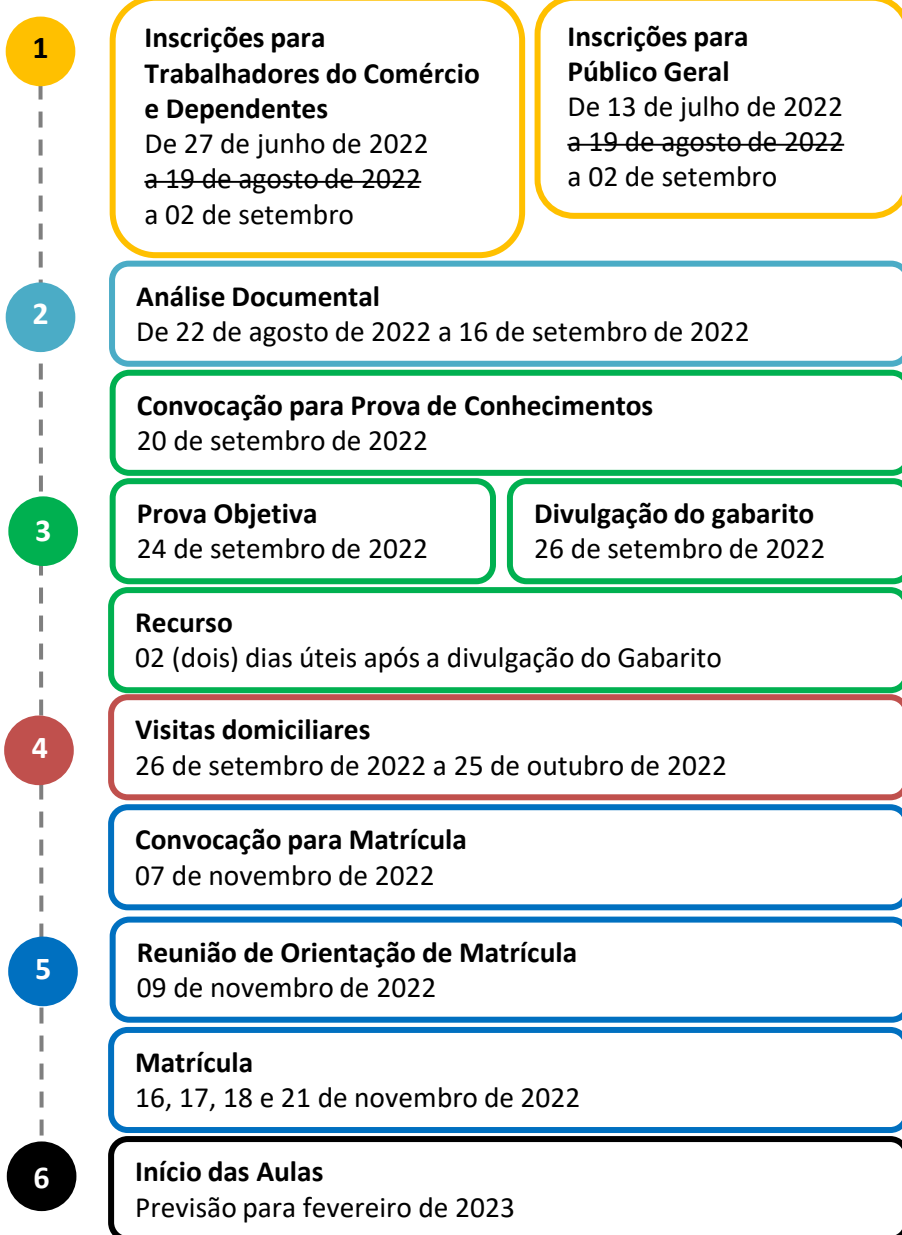 1
Inscrições para
Trabalhadores do Comércio
e Dependentes
De 27 de junho de 2022
a 19 de agosto de 2022
a 02 de setembro
Inscrições para
Público Geral
De 13 de julho de 2022
a 19 de agosto de 2022
a 02 de setembro
2
Análise Documental
De 22 de agosto de 2022 a 16 de setembro de 2022
Convocação para Prova de Conhecimentos
20 de setembro de 2022
3
Prova Objetiva
24 de setembro de 2022
Divulgação do gabarito
26 de setembro de 2022
Recurso
02 (dois) dias úteis após a divulgação do Gabarito
4
Visitas domiciliares
26 de setembro de 2022 a 25 de outubro de 2022
Convocação para Matrícula
07 de novembro de 2022
5
Reunião de Orientação de Matrícula
09 de novembro de 2022
Matrícula
16, 17, 18 e 21 de novembro de 2022
6
Início das Aulas
Previsão para fevereiro de 2023